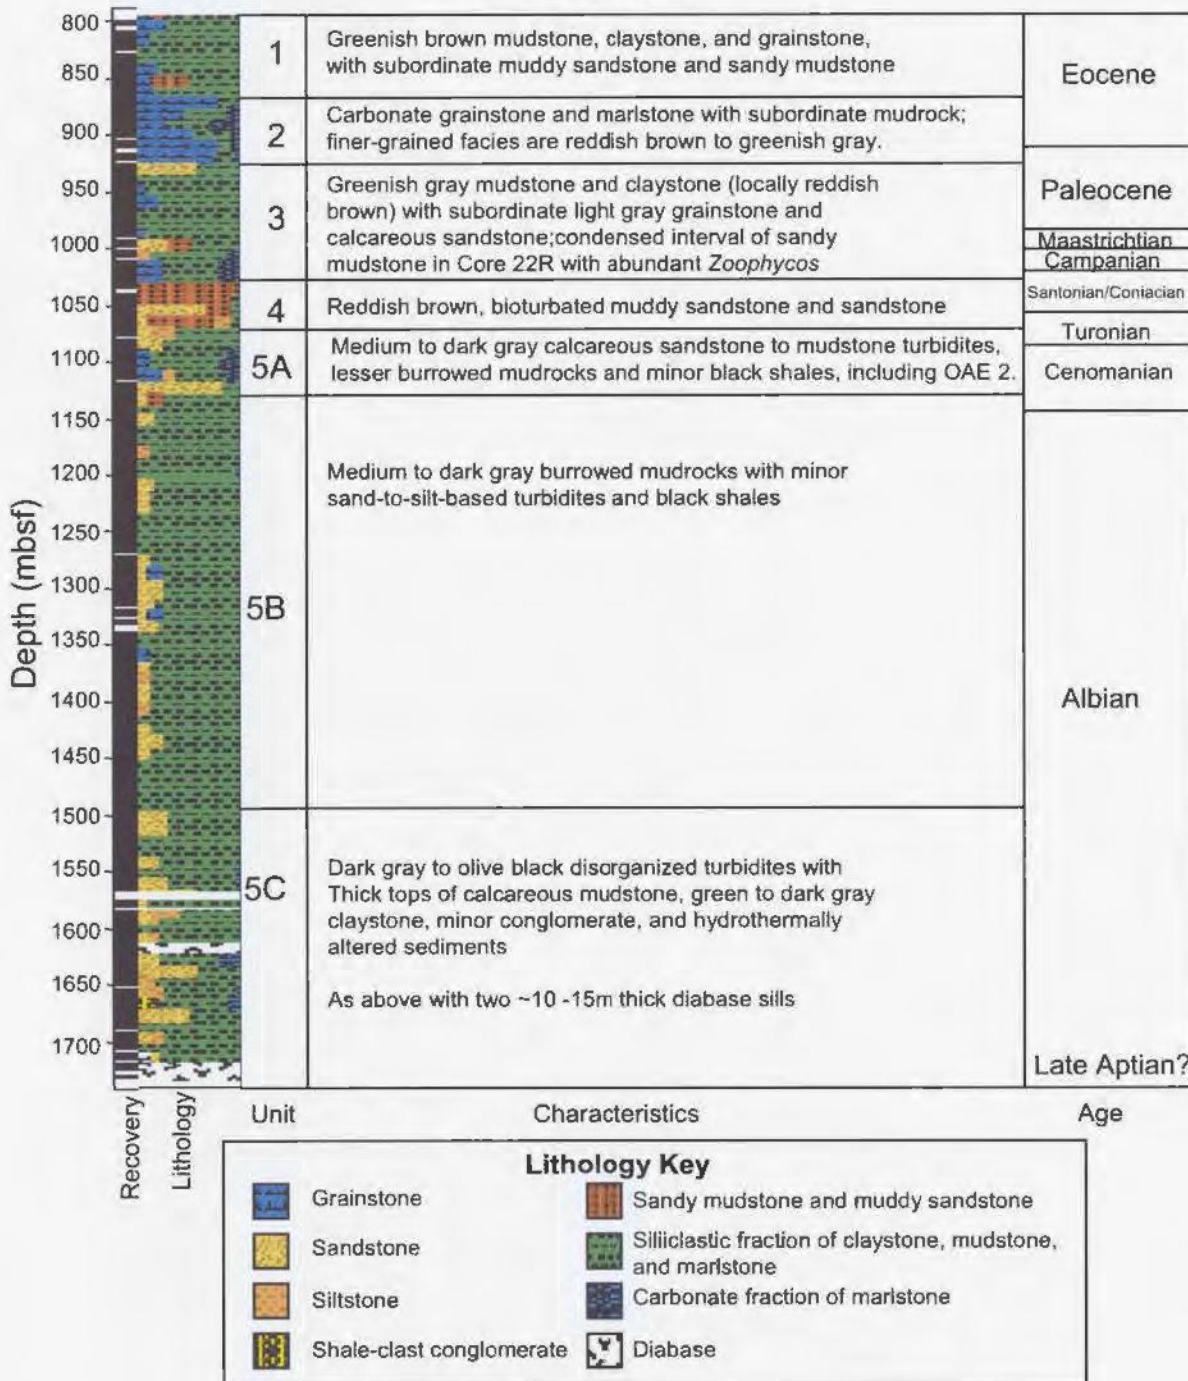 Depth (mbsf)
800
850
900
950
1000
1050
1100
1150
1200
1250
1300
1350
1400
1450
1500
1550
1600
1650
1700
1
Greenish brown mudstone, claystone, and grainstone,
with subordinate muddy sandstone and sandy mudstone
2
Carbonate grainstone and marlstone with subordinate mudrock;
finer-grained facies are reddish brown to greenish gray.
3
Greenish gray mudstone and claystone (locally reddish
brown) with subordinate light gray grainstone and
calcareous sandstone;condensed interval of sandy
mudstone in Core 22R with abundant Zoophycos
4
Reddish brown, bioturbated muddy sandstone and sandstone
5A
Medium to dark gray calcareous sandstone to mudstone turbidites,
lesser burrowed mudrocks and minor black shales, including OAE 2.
5B
Medium to dark gray burrowed mudrocks with minor
sand-to-silt-based turbidites and black shales
5C
Dark gray to olive black disorganized turbidites with
Thick tops of calcareous mudstone, green to dark gray
claystone, minor conglomerate, and hydrothermally
altered sediments
As above with two ~10 -15m thick diabase sills
Eocene
Paleocene
Maastrichtian
Campanian
Santonian/Coniacian
Turonian
Cenomanian
Albian
Late Aptian?
Recovery
Lithology
Unit
Characteristics
Age
Lithology Key
Grainstone
Sandstone
Siltstone
Shale-clast conglomerate
Sandy mudstone and muddy sandstone
Siliiclastic fraction of claystone, mudstone,
and marlstone
Carbonate fraction of marlstone
Diabase